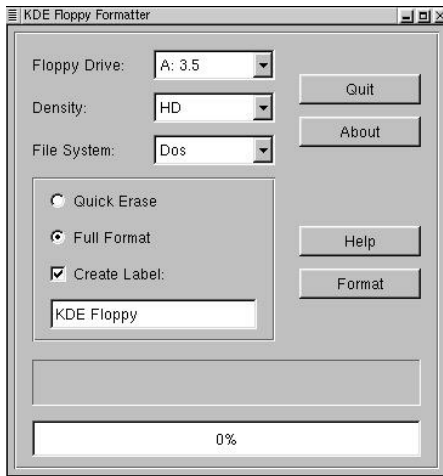 KDE Floppy Formatter
Floppy Drive: A: 3.5
Quit
Density: HD
About
File System: Dos
Quick Erase
Full Format
Help
Create Label:
Format
KDE Floppy
0%